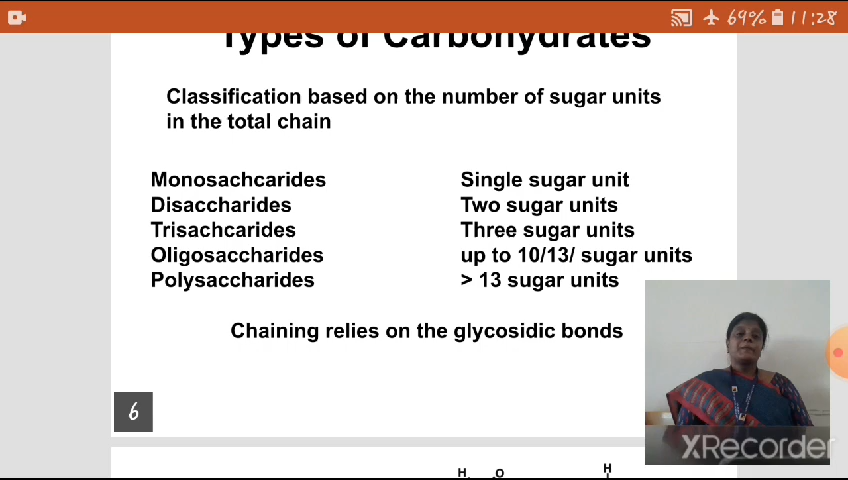 69% 11:28
Types of Carbohydrates
Classification based on the number of sugar units
in the total chain
Monosachcarides Single sugar unit
Disaccharides Two sugar units
Trisachcarides Three sugar units
Oligosaccharides up to 10/13/ sugar units
Polysaccharides > 13 sugar units
Chaining relies on the glycosidic bonds
6
XRecorder
H O H